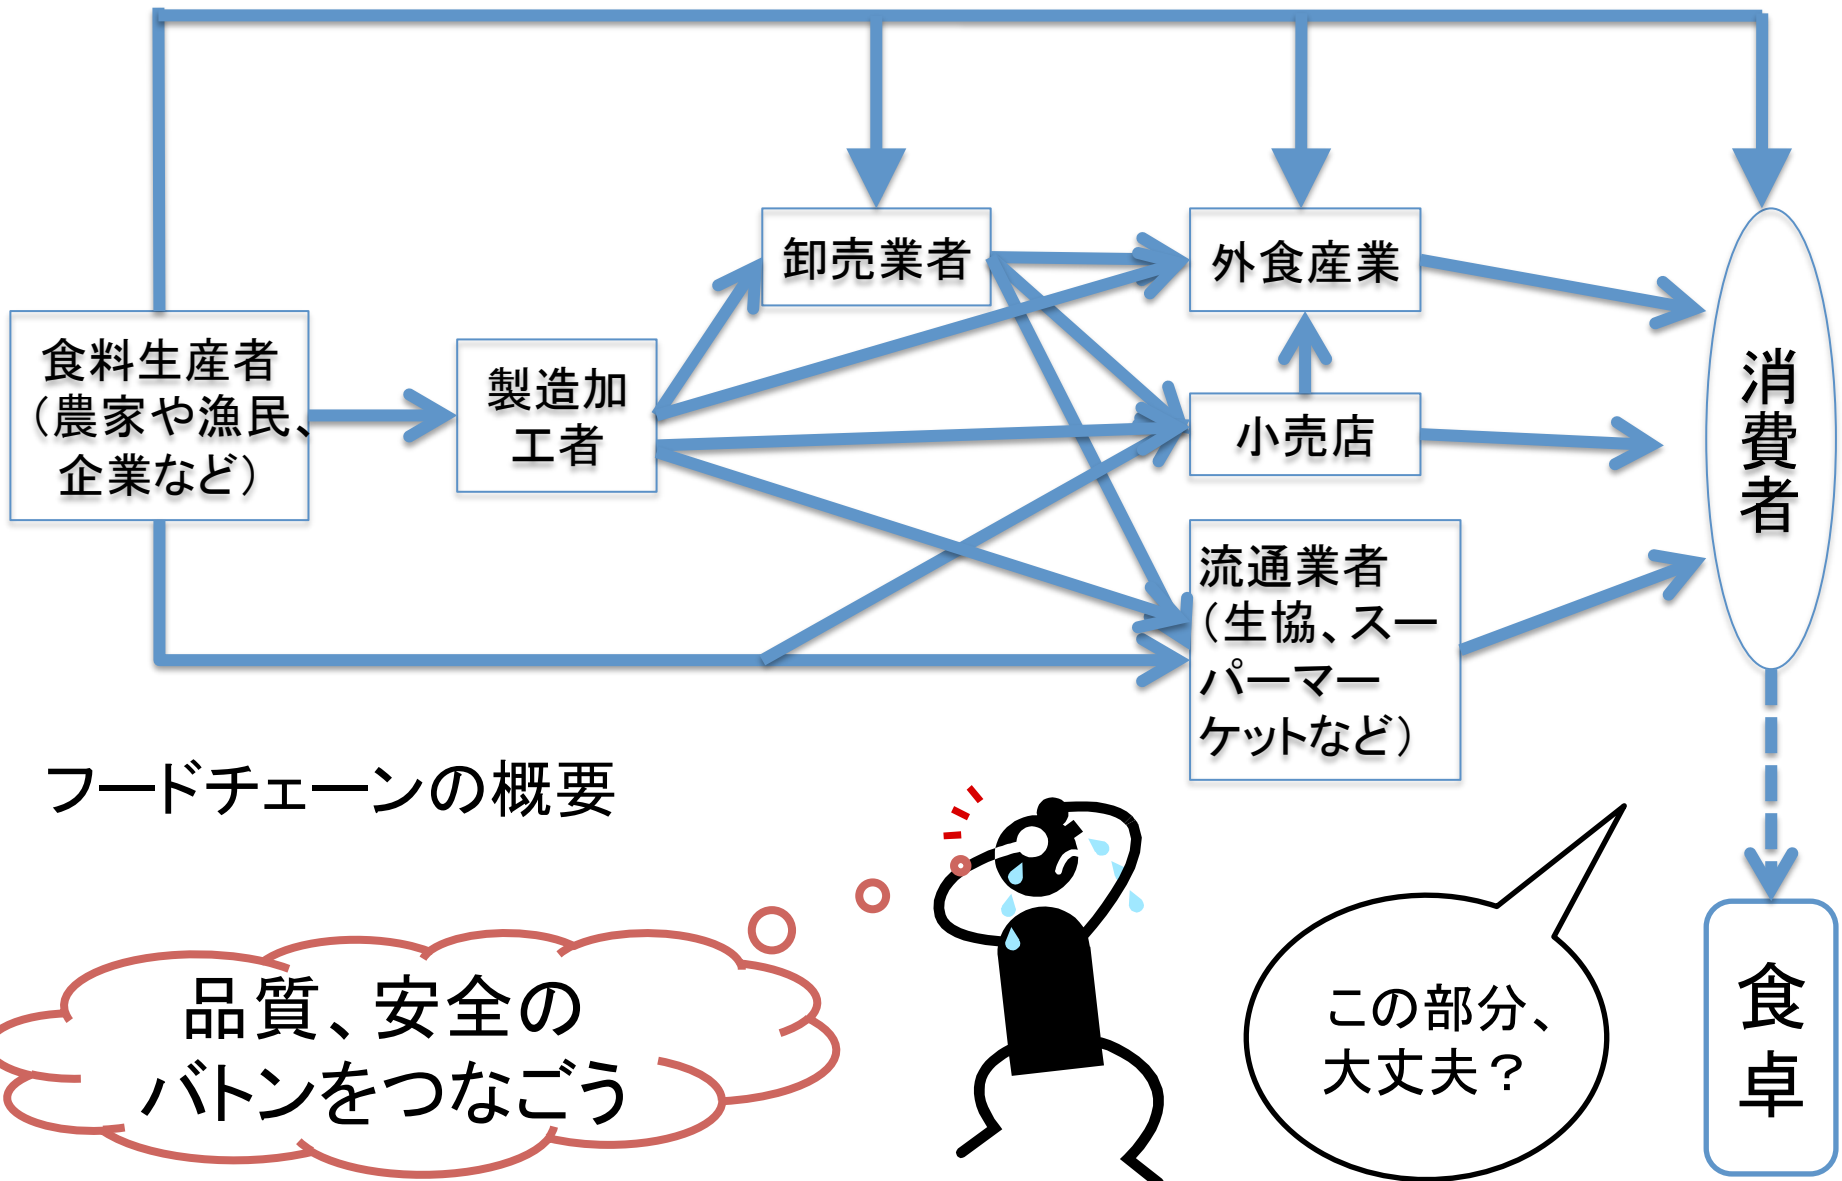 卸売業者
外食産業
食料生産者
（農家や漁民、
企業など）
製造加
工者
小売店
消費者
流通業者
（生協、スー
パーマー
ケットなど）
フードチェーンの概要
品質、安全の
バトンをつなごう
この部分、
大丈夫？
食卓